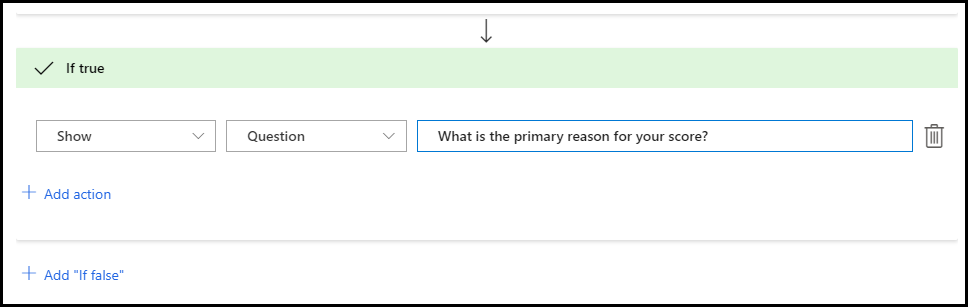 If true
Show Question What is the primary reason for your score?
Add action
Add "If false"